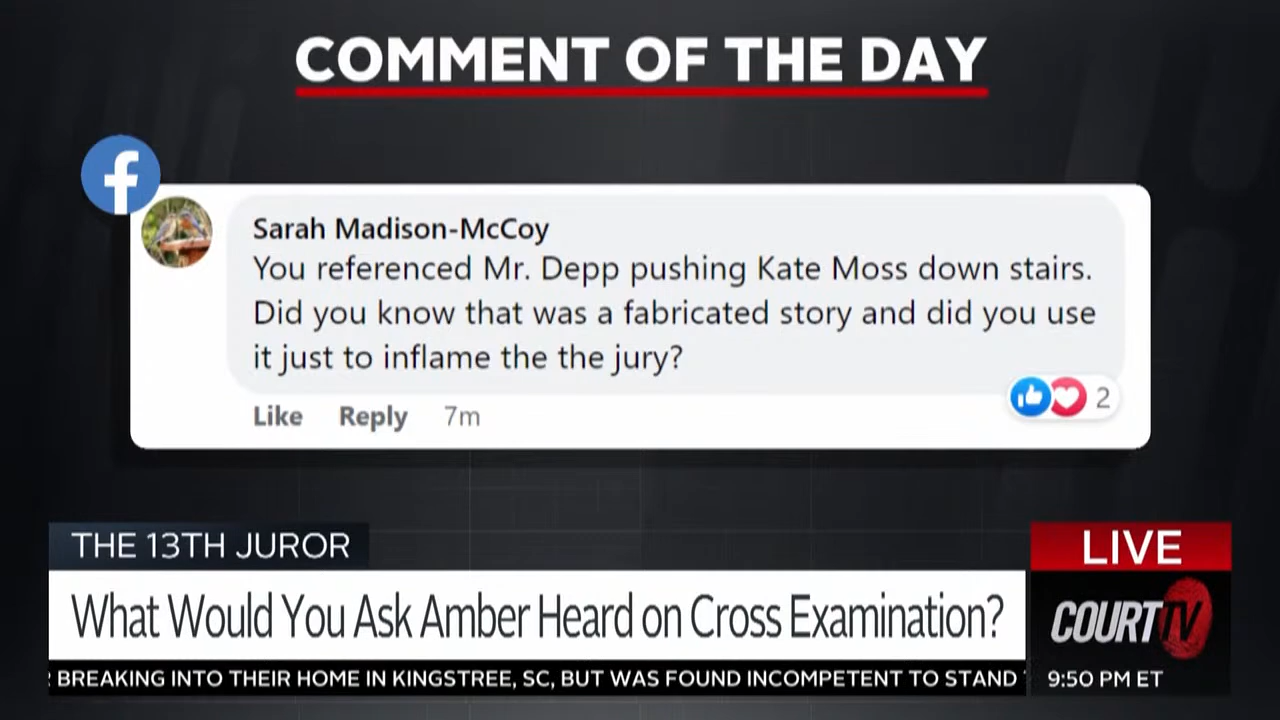 COMMENT OF THE DAY
f
Sarah Madison-McCoy
You referenced Mr. Depp pushing Kate Moss down stairs.
Did you know that was a fabricated story and did you use
it just to inflame the the jury?
Like Reply 7m
2
THE 13TH JUROR
What Would You Ask Amber Heard on Cross Examination?
BREAKING INTO THEIR HOME IN KINGSTREE, SC, BUT WAS FOUND INCOMPETENT TO STAND
LIVE
COURT TV
9:50 PM ET